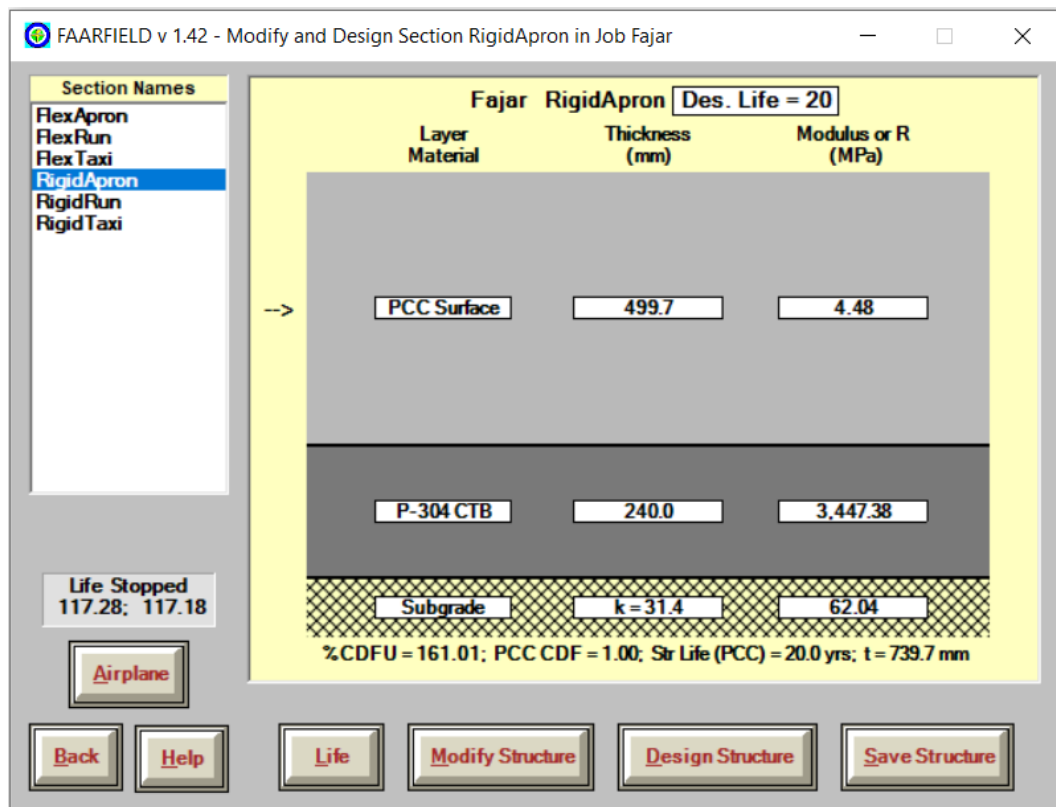 FAARFIELD v 1.42 - Modify and Design Section RigidApron in Job Fajar
Section Names
FlexApron
FlexRun
FlexTaxi
RigidApron
RigidRun
RigidTaxi
Life Stopped
117.28; 117.18
Airplane
Back Help
Fajar RigidApron Des. Life = 20
Layer Material Thickness (mm) Modulus or R (MPa)
--> PCC Surface 499.7 4.48
P-304 CTB 240.0 3,447.38
Subgrade k = 31.4 62.04
%CDFU = 161.01; PCC CDF = 1.00; Str Life (PCC) = 20.0 yrs; t = 739.7 mm
Life Modify Structure Design Structure Save Structure